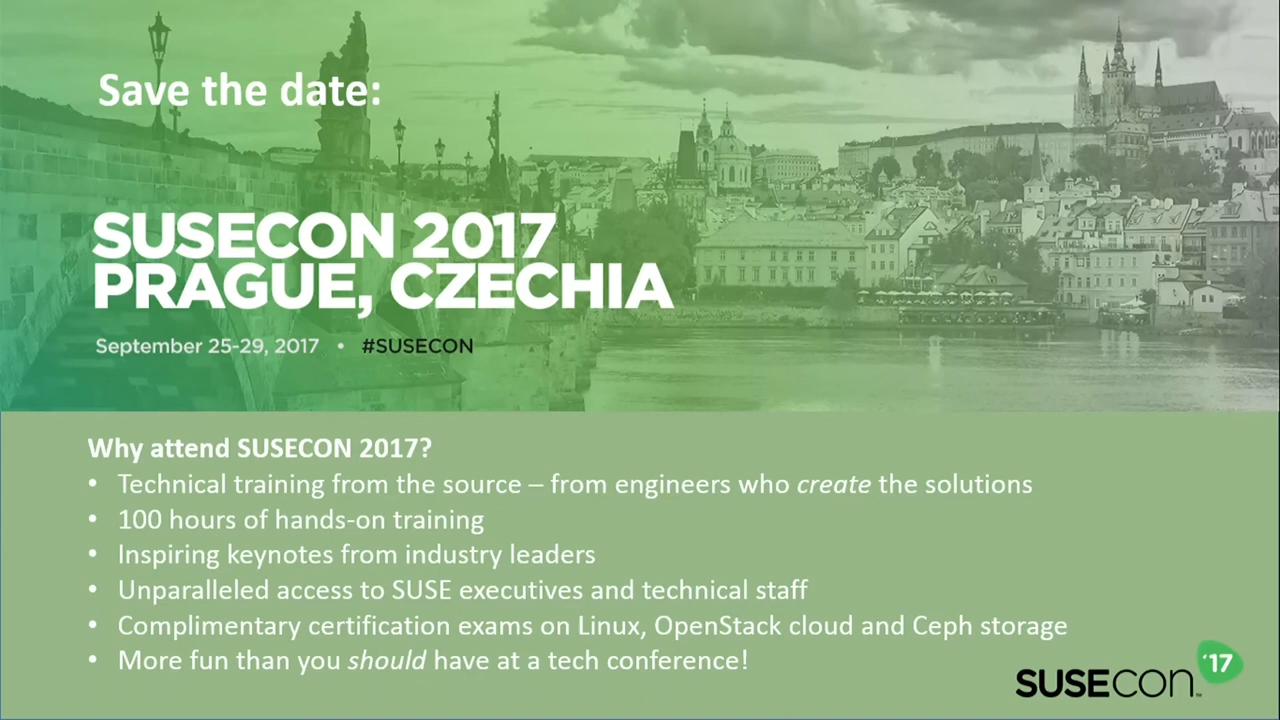 Save the date:
SUSECON 2017
PRAGUE, CZECHIA
September 25-29, 2017 • #SUSECON
Why attend SUSECON 2017?
• Technical training from the source – from engineers who create the solutions
• 100 hours of hands-on training
• Inspiring keynotes from industry leaders
• Unparalleled access to SUSE executives and technical staff
• Complimentary certification exams on Linux, OpenStack cloud and Ceph storage
• More fun than you should have at a tech conference!
SUSECON™ '17